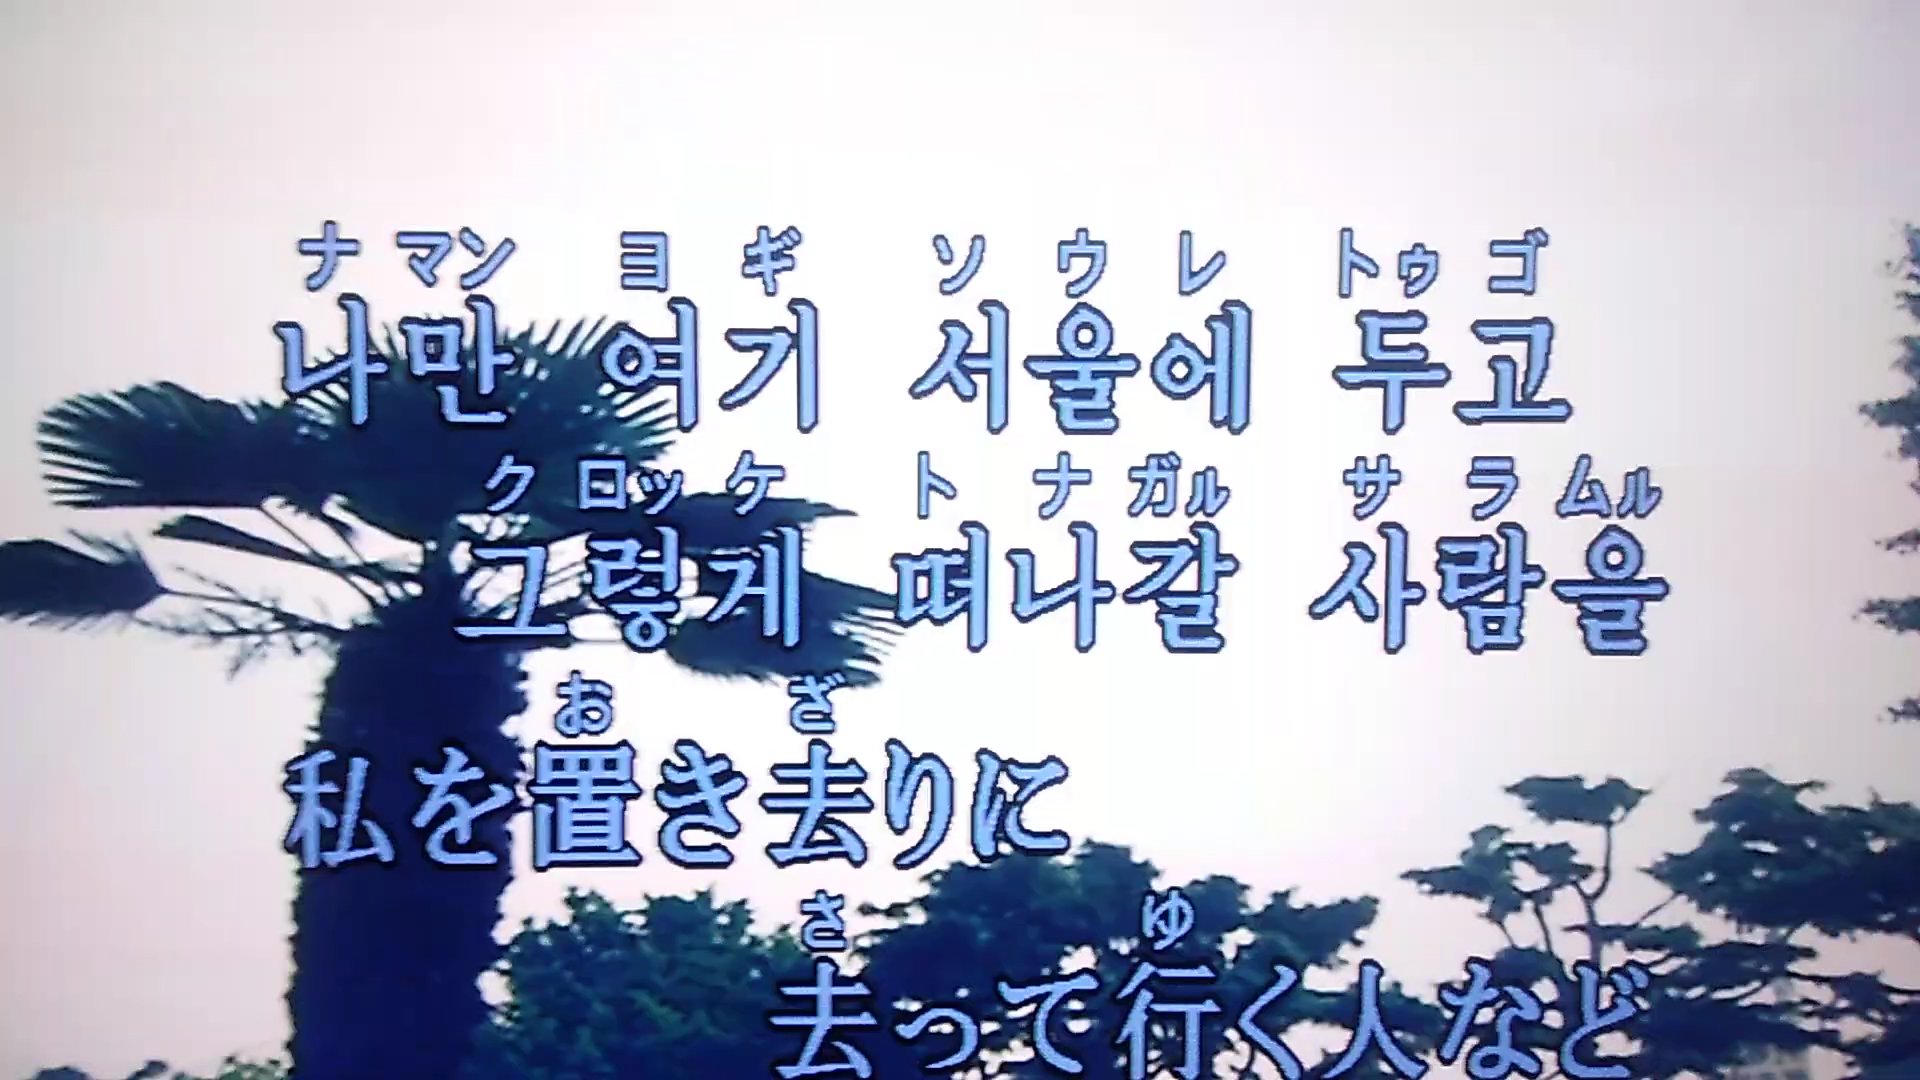 ナ マン ヨ ギ ソ ウ レ トゥ ゴ
나만 여기 서울에 두고
ク ロッ ケ ト ナ ガル サ ラ ムル
그렇게 떠나갈 사람을
お ざ
私を置き去りに
さ ゆ
去って行く人など